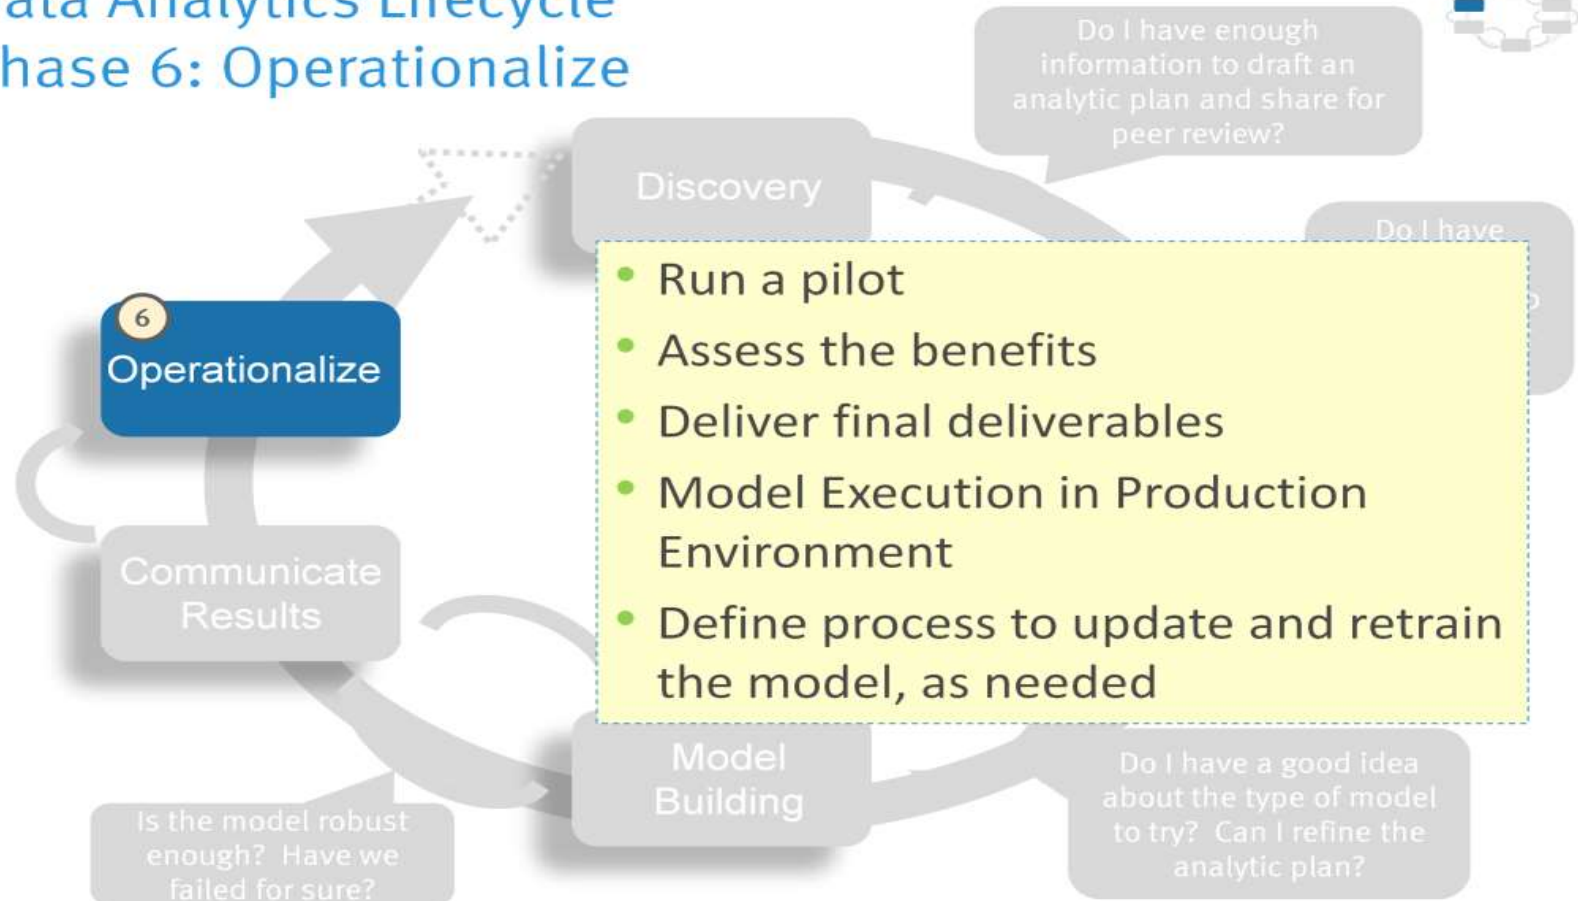 ata Analytics Lifecycle
hase 6: Operationalize
Do I have enough
information to draft an
analytic plan and share for
peer review?
Discovery
Do I have
• Run a pilot
• Assess the benefits
• Deliver final deliverables
• Model Execution in Production
Environment
• Define process to update and retrain
the model, as needed
6
Operationalize
Communicate
Results
Model
Building
Is the model robust
enough? Have we
failed for sure?
Do I have a good idea
about the type of model
to try? Can I refine the
analytic plan?